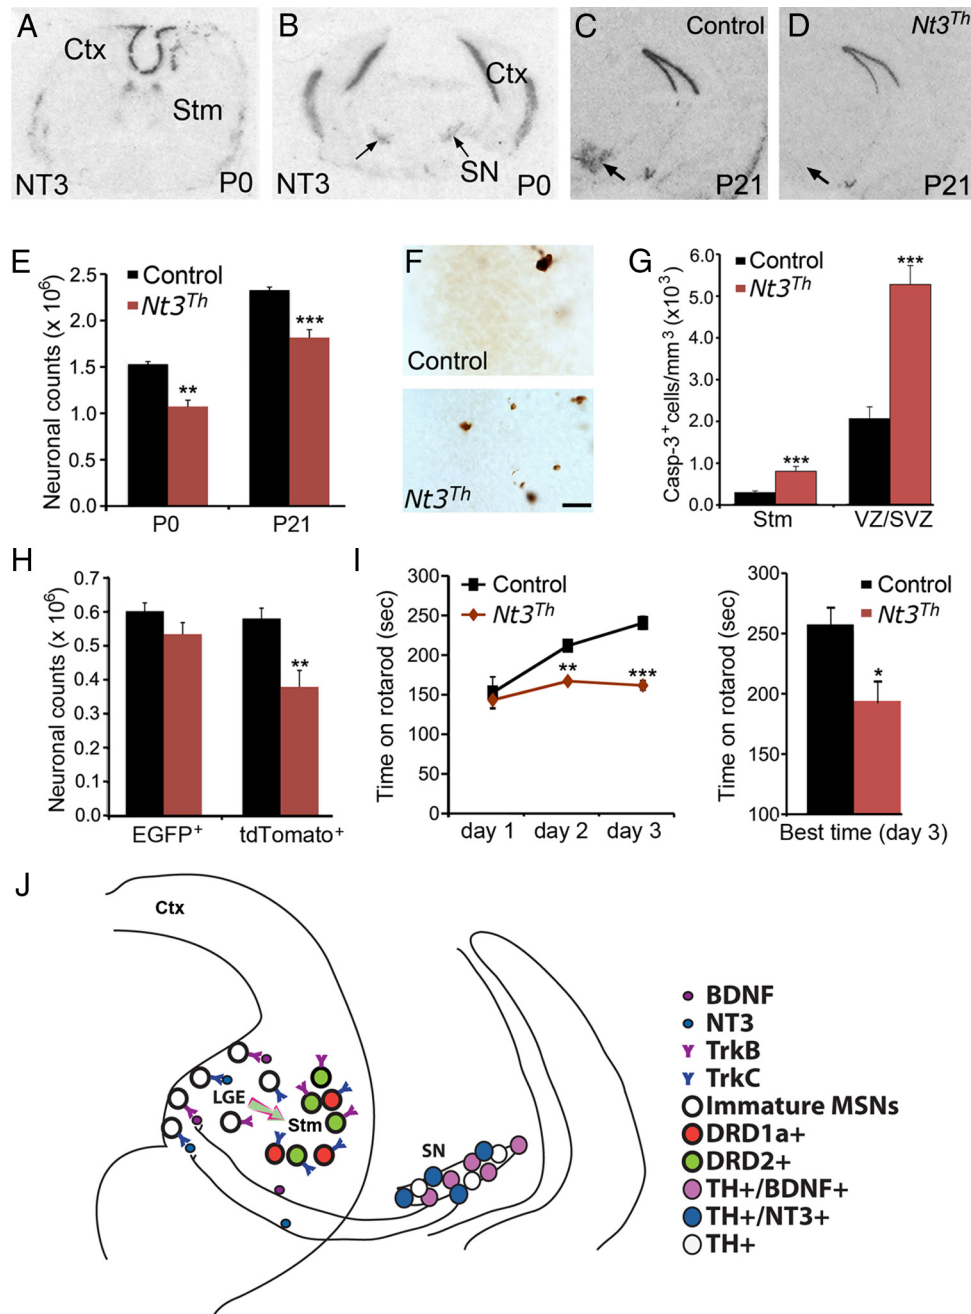 A
Ctx
Stm
NT3
P0
B
Ctx
SN
NT3
P0
C
Control
P21
D
Nt3Th
P21
E
Control
Nt3Th
Neuronal counts (x 10⁶)
2.5
2.0
1.5
1.0
0.5
0.0
**
***
P0
P21
F
Control
Nt3Th
G
Control
Nt3Th
Casp-3⁺cells/mm³ (x10³)
6.0
6.0
3.0
4.0
2.0
1.0
0.0
***
***
Stm
VZ/SVZ
H
Neuronal counts (x 10⁶)
0.7
0.6
0.6
0.4
0.3
0.2
0.1
0.0
**
EGFP⁺
tdTomato⁺
I
Control
Nt3Th
Time on rotarod (sec)
300
250
200
150
100
50
0
**
***
day 1
day 2
day 3
Control
Nt3Th
Time on rotarod (sec)
300
250
200
250
100
*
Best time (day 3)
J
Ctx
LGE
Stm
SN
BDNF
NT3
TrkB
TrkC
Immature MSNs
DRD1a+
DRD2+
TH+/BDNF+
TH+/NT3+
TH+